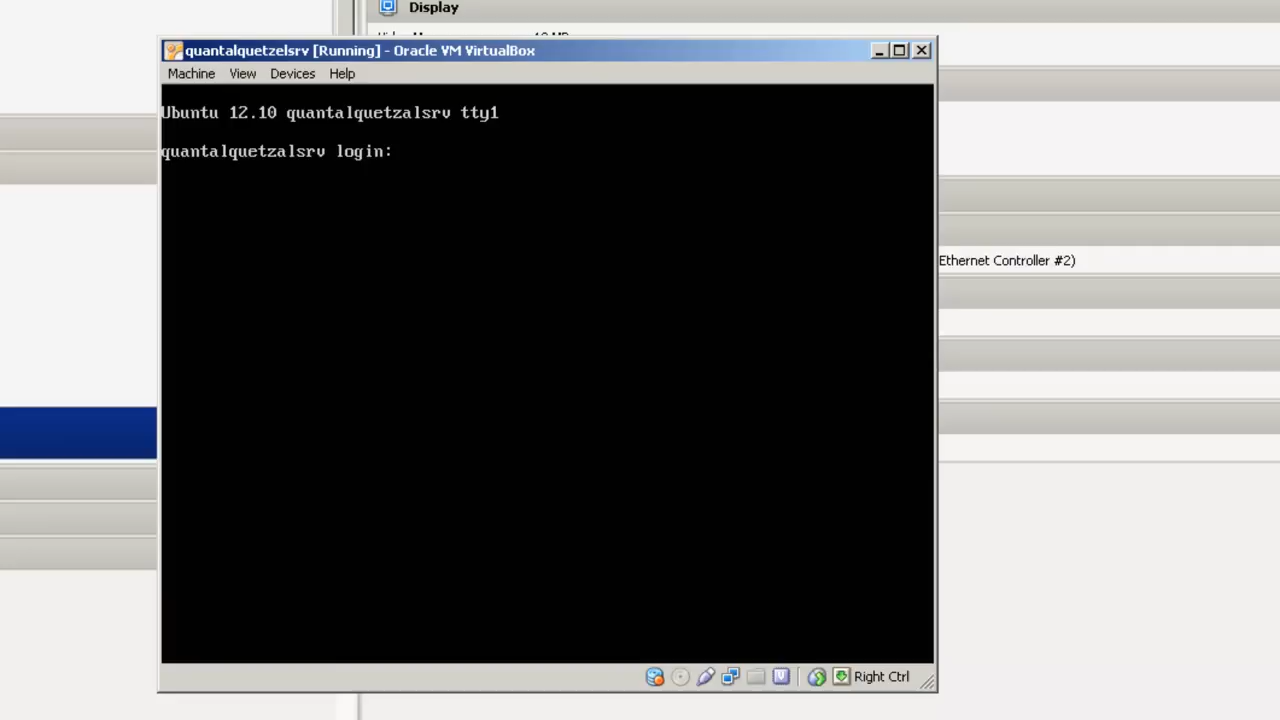 Display
quantalquetzelsrv [Running] - Oracle VM VirtualBox
Machine View Devices Help
Ubuntu 12.10 quantalquetzalsrv tty1
quantalquetzalsrv login:
Ethernet Controller #2)
Right Ctrl